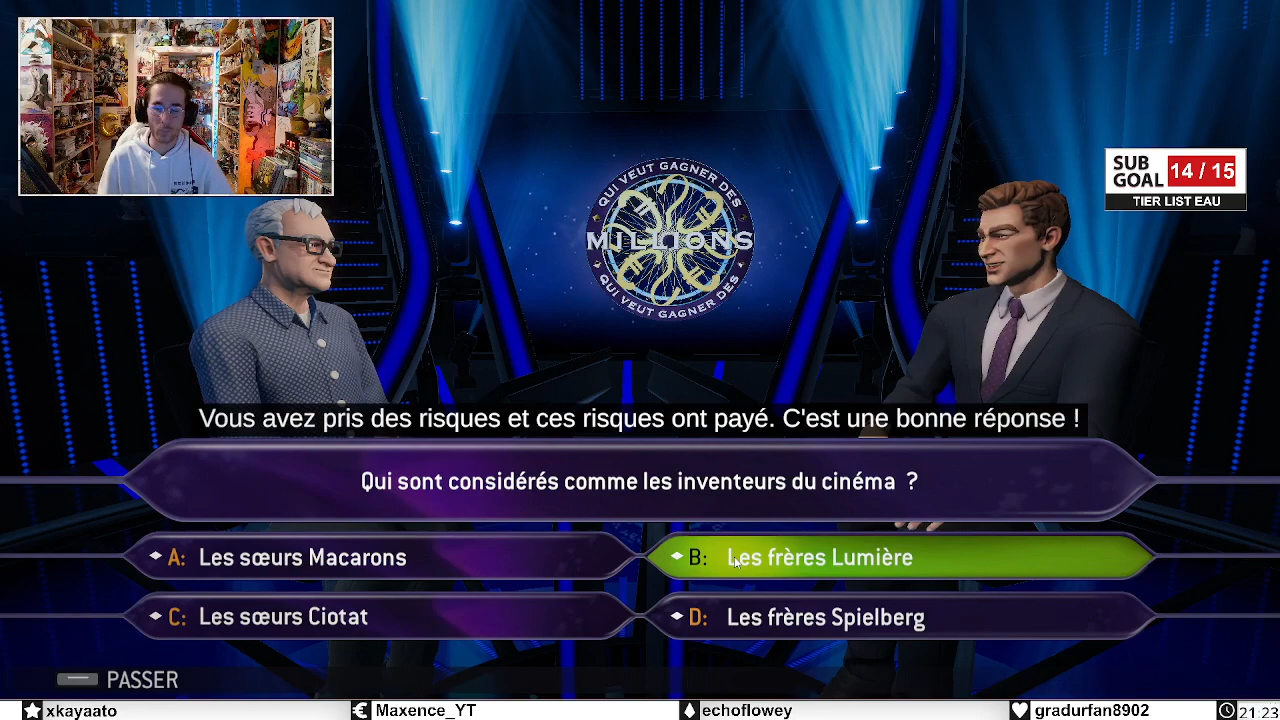 SUB
GOAL
14 / 15
TIER LIST EAU
QUI VEUT GAGNER DES
MILLIONS
QUI VEUT GAGNER DES
Vous avez pris des risques et ces risques ont payé. C'est une bonne réponse !
Qui sont considérés comme les inventeurs du cinéma ?
A: Les sœurs Macarons
B: Les frères Lumière
C: Les sœurs Ciotat
D: Les frères Spielberg
PASSER
xkayaato
Maxence_YT
echoflowey
gradurfan8902
21:23